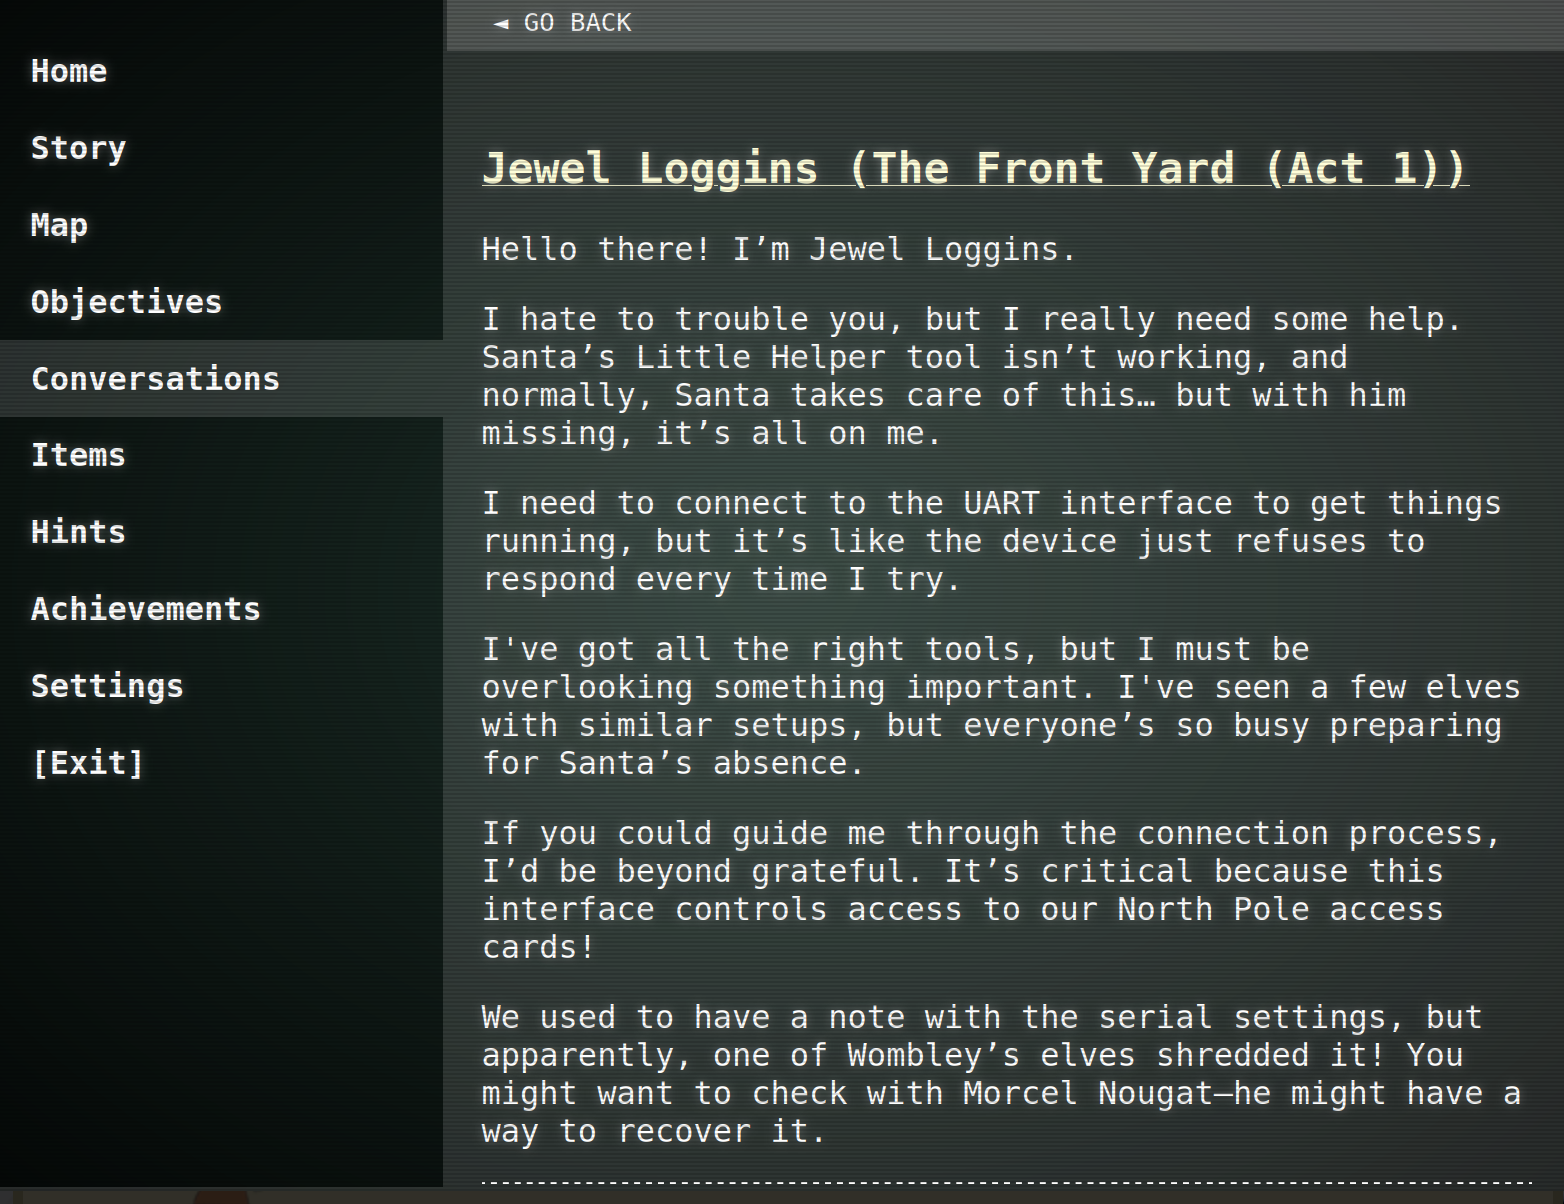 ◄ GO BACK
Home
Story
Map
Objectives
Conversations
Items
Hints
Achievements
Settings
[Exit]
Jewel Loggins (The Front Yard (Act 1))
Hello there! I’m Jewel Loggins.
I hate to trouble you, but I really need some help.
Santa’s Little Helper tool isn’t working, and
normally, Santa takes care of this… but with him
missing, it’s all on me.
I need to connect to the UART interface to get things
running, but it’s like the device just refuses to
respond every time I try.
I've got all the right tools, but I must be
overlooking something important. I've seen a few elves
with similar setups, but everyone’s so busy preparing
for Santa’s absence.
If you could guide me through the connection process,
I’d be beyond grateful. It’s critical because this
interface controls access to our North Pole access
cards!
We used to have a note with the serial settings, but
apparently, one of Wombley’s elves shredded it! You
might want to check with Morcel Nougat—he might have a
way to recover it.